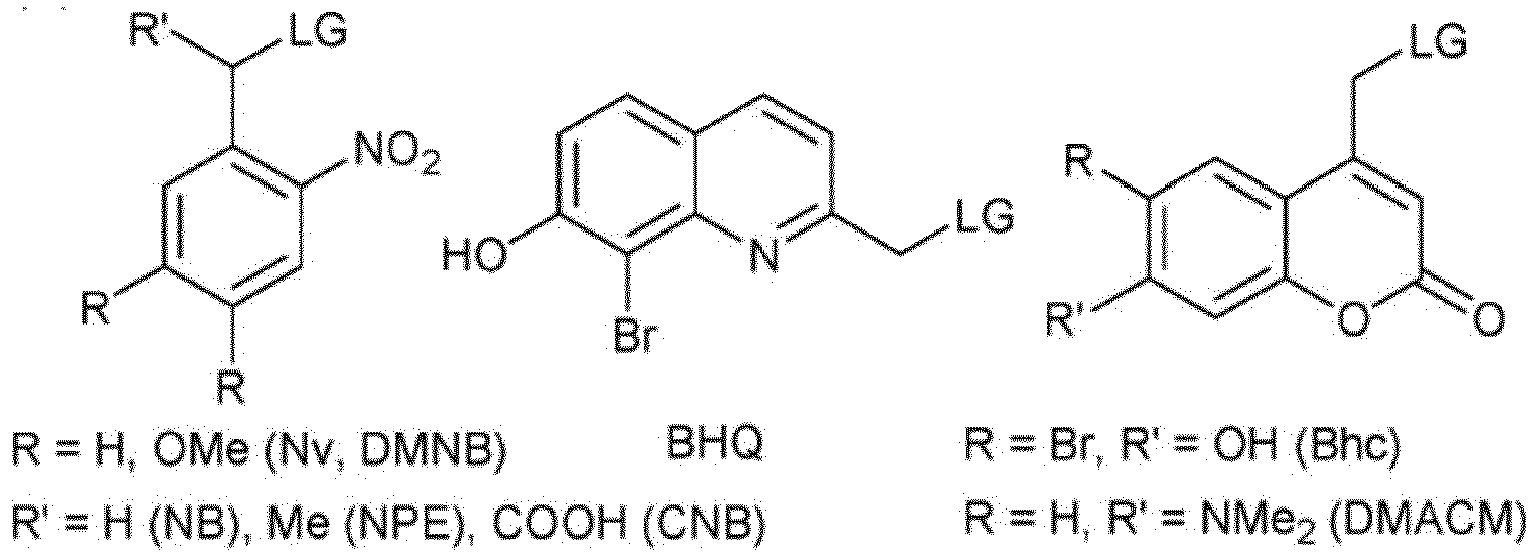 R' LG
LG
NO₂
R
LG
HO
N
R'
O
O
R
Br
R
R = H, OMe (Nv, DMNB)
BHQ
R = Br, R' = OH (Bhc)
R' = H (NB), Me (NPE), COOH (CNB)
R = H, R' = NMe₂ (DMACM)